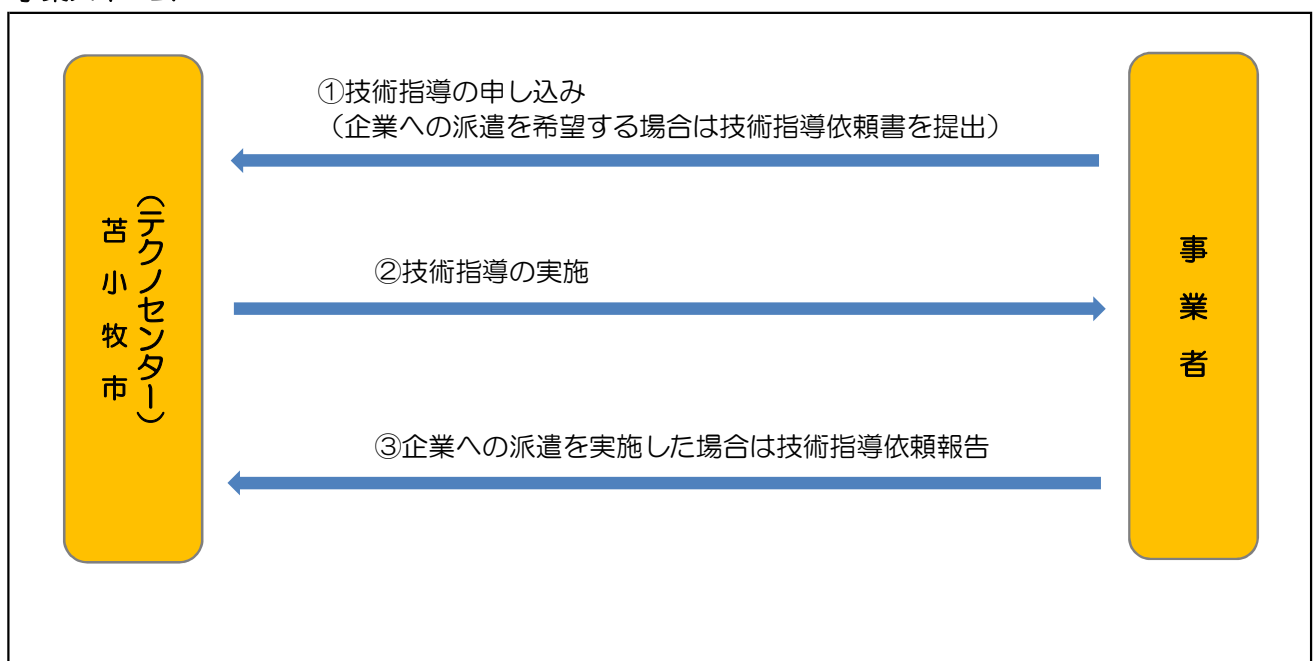 ①技術指導の申し込み
（企業への派遣を希望する場合は技術指導依頼書を提出）
苫小牧市
（テクノセンター）
②技術指導の実施
事業者
③企業への派遣を実施した場合は技術指導依頼報告